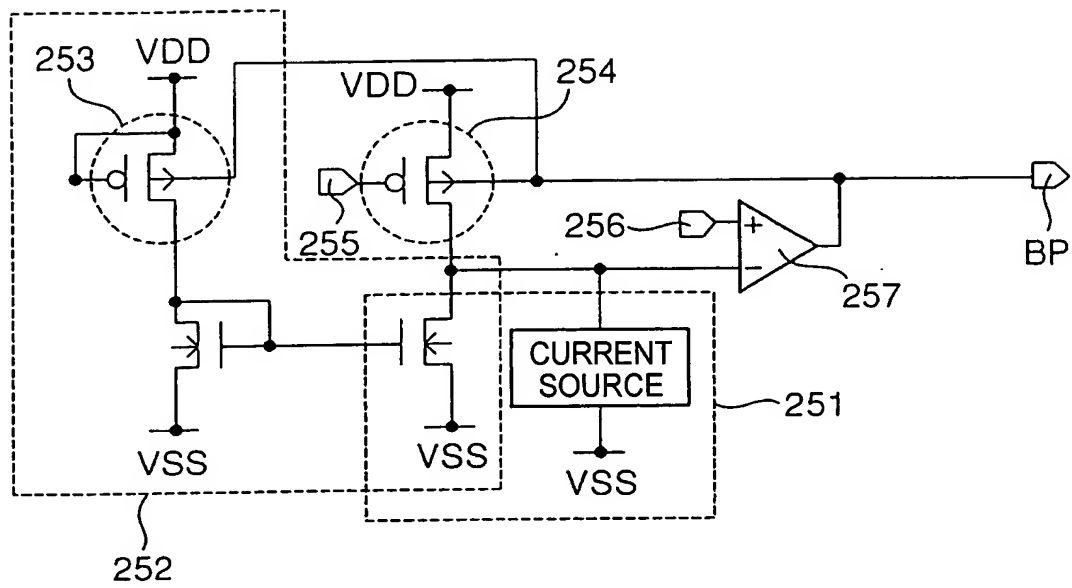 253
VDD
VDD
254
255
256
+
-
257
BP
CURRENT
SOURCE
251
VSS
VSS
VSS
252